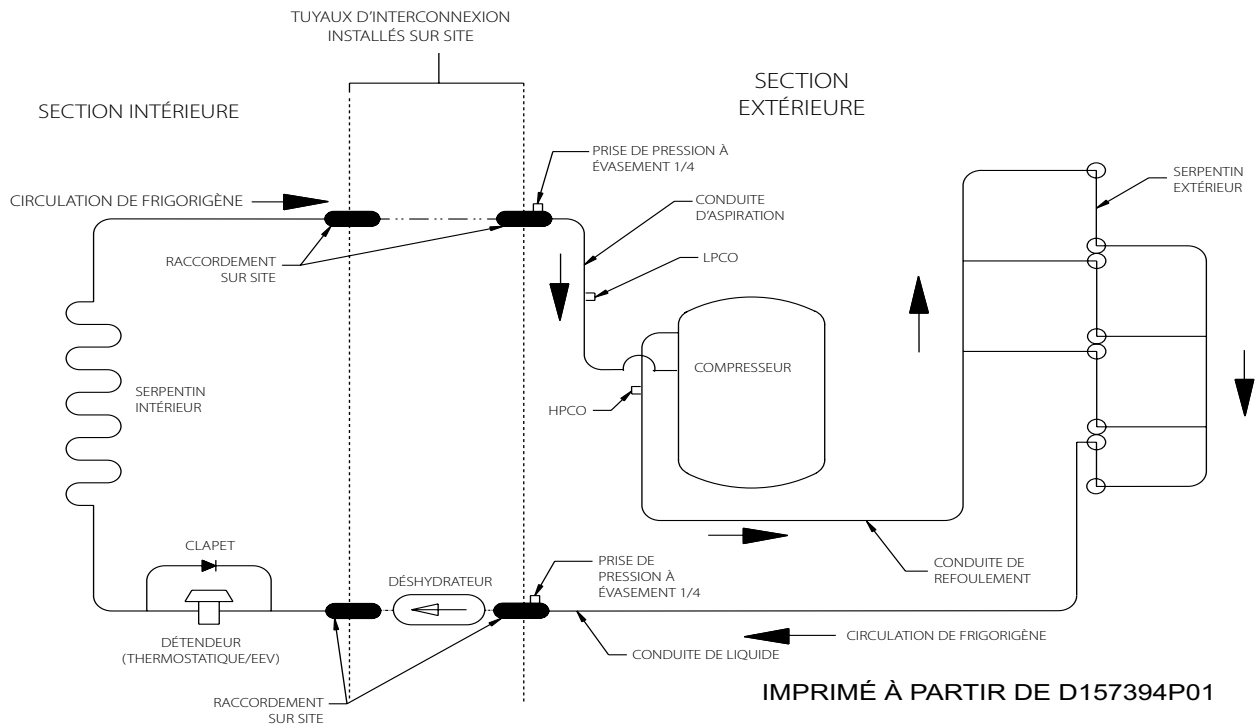 TUYAUX D'INTERCONNEXION
INSTALLÉS SUR SITE
SECTION INTÉRIEURE
SECTION
EXTÉRIEURE
PRISE DE PRESSION À
ÉVASEMENT 1/4
SERPENTIN
EXTÉRIEUR
CIRCULATION DE FRIGORIGÈNE
CONDUITE
D'ASPIRATION
RACCORDEMENT
SUR SITE
LPCO
COMPRESSEUR
SERPENTIN
INTÉRIEUR
HPCO
CLAPET
DÉSHYDRATEUR
PRISE DE
PRESSION À
ÉVASEMENT 1/4
CONDUITE DE
REFOULEMENT
DÉTENDEUR
(THERMOSTATIQUE/EEV)
CIRCULATION DE FRIGORIGÈNE
CONDUITE DE LIQUIDE
RACCORDEMENT
SUR SITE
IMPRIMÉ À PARTIR DE D157394P01